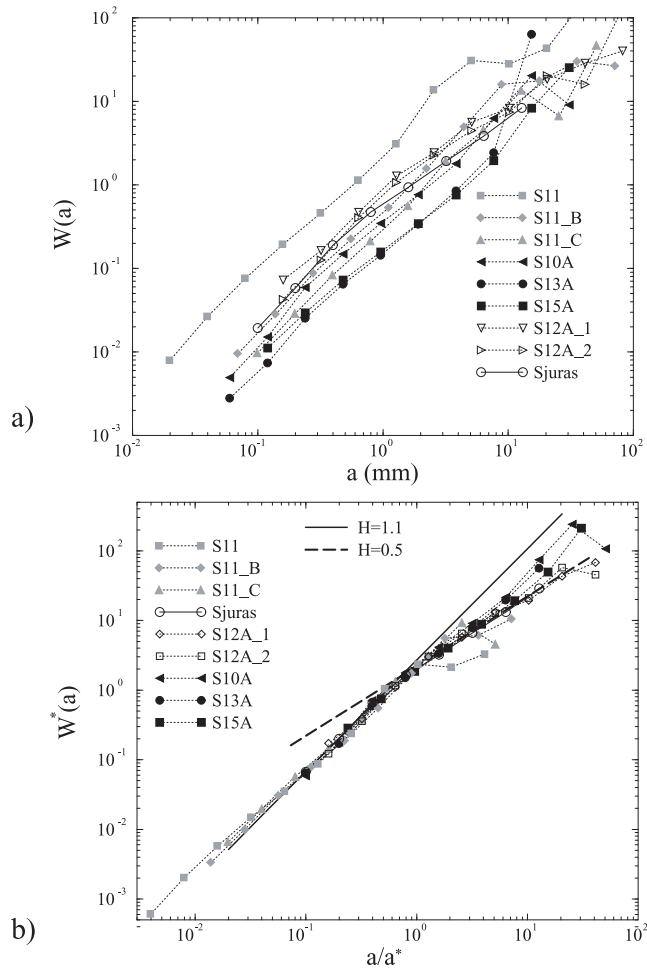 a)
W(a)
10^2
10^1
10^0
10^-1
10^-2
10^-3
10^-2
10^-1
10^0
10^1
10^2
a (mm)
S11
S11_B
S11_C
S10A
S13A
S15A
S12A_1
S12A_2
Sjuras
b)
W*(a)
10^2
10^1
10^0
10^-1
10^-2
10^-3
10^-2
10^-1
10^0
10^1
10^2
a/a*
H=1.1
H=0.5
S11
S11_B
S11_C
Sjuras
S12A_1
S12A_2
S10A
S13A
S15A